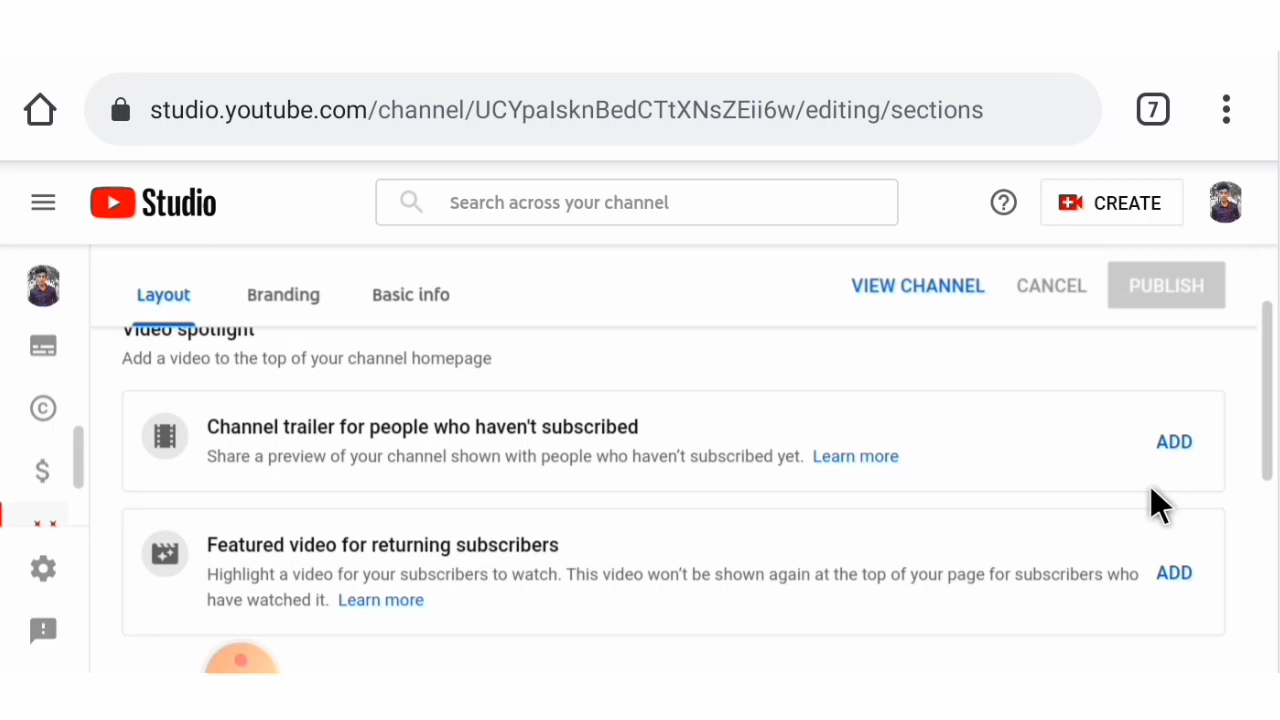 studio.youtube.com/channel/UCYpaIsknBedCTtXNsZEii6w/editing/sections
7
Studio
Search across your channel
CREATE
Layout
Branding
Basic info
VIEW CHANNEL
CANCEL
PUBLISH
Video spotlight
Add a video to the top of your channel homepage
Channel trailer for people who haven't subscribed
Share a preview of your channel shown with people who haven't subscribed yet. Learn more
ADD
Featured video for returning subscribers
Highlight a video for your subscribers to watch. This video won't be shown again at the top of your page for subscribers who
have watched it. Learn more
ADD